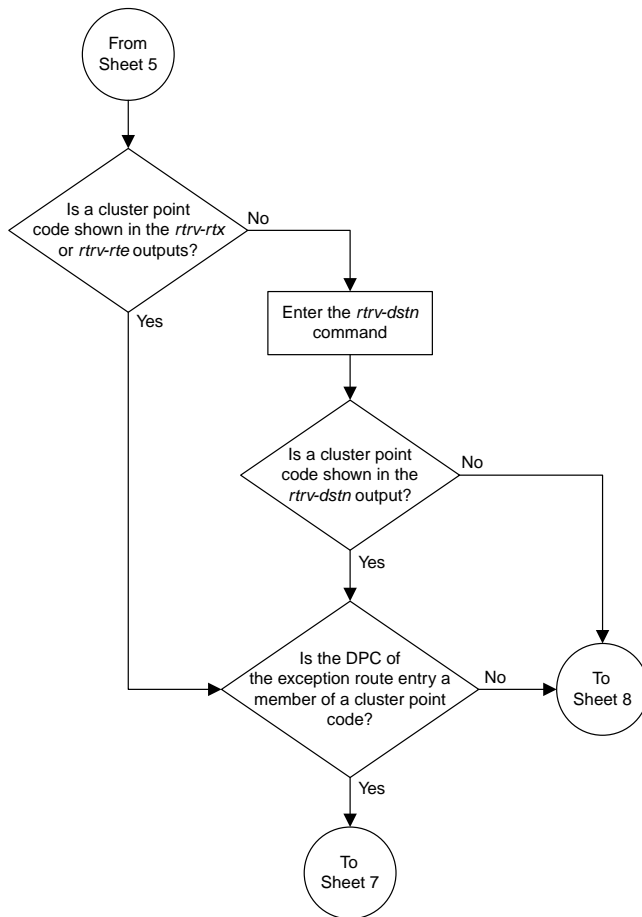 From
Sheet 5
Is a cluster point
code shown in the rtrv-rtx
or rtrv-rte outputs?
No
Yes
Enter the rtrv-dstn
command
Is a cluster point
code shown in the
rtrv-dstn output?
No
Yes
Is the DPC of
the exception route entry a
member of a cluster point
code?
No
To
Sheet 8
Yes
To
Sheet 7